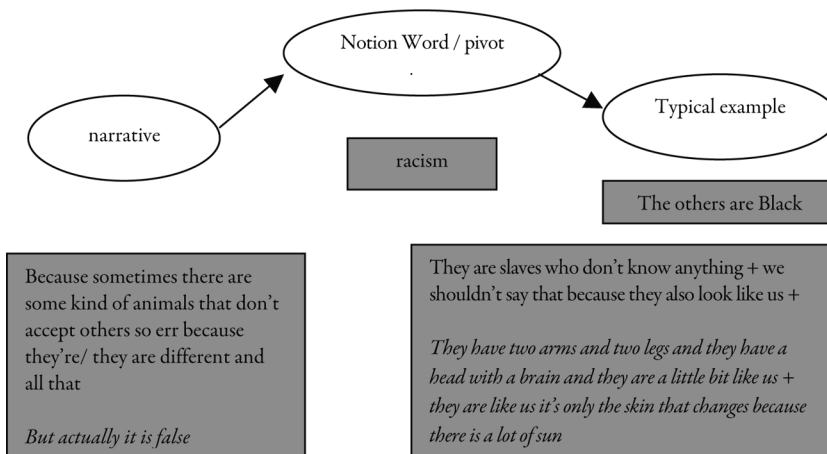 Notion Word / pivot
.
narrative
Typical example
racism
The others are Black
Because sometimes there are
some kind of animals that don't
accept others so err because
they're/ they are different and
all that
But actually it is false
They are slaves who don't know anything + we
shouldn't say that because they also look like us +
They have two arms and two legs and they have a
head with a brain and they are a little bit like us +
they are like us it's only the skin that changes because
there is a lot of sun